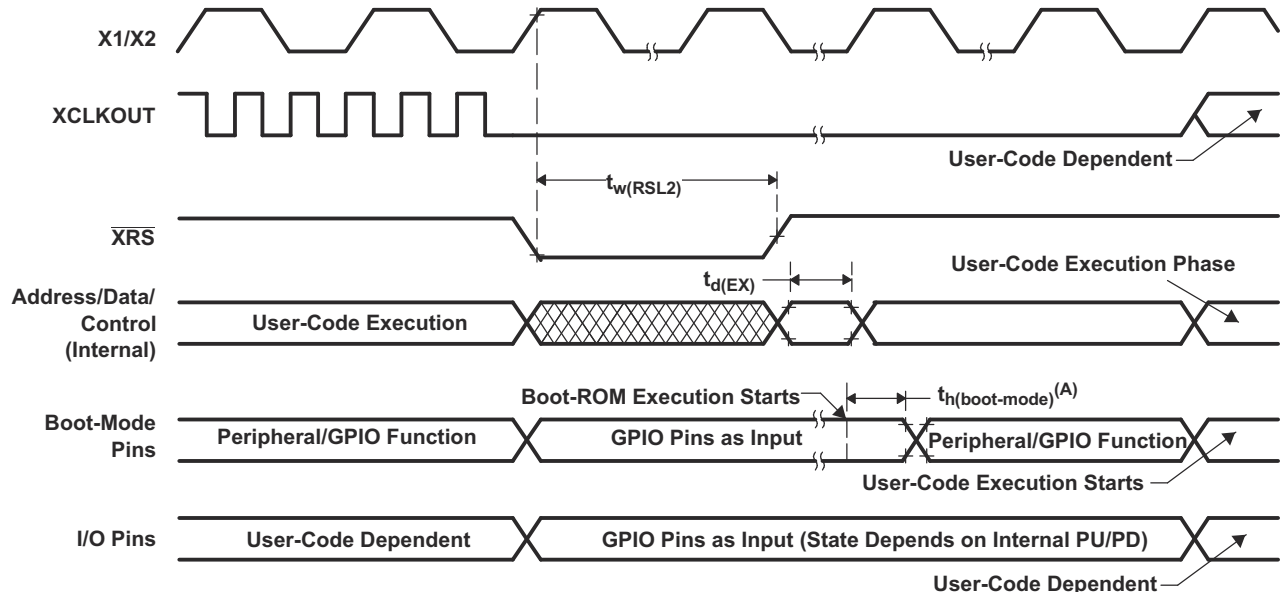 X1/X2
XCLKOUT
User-Code Dependent
tw(RSL2)
XRS
User-Code Execution Phase
td(EX)
Address/Data/
Control
(Internal)
User-Code Execution
Boot-ROM Execution Starts
th(boot-mode)(A)
Boot-Mode
Pins
Peripheral/GPIO Function
GPIO Pins as Input
Peripheral/GPIO Function
User-Code Execution Starts
I/O Pins
User-Code Dependent
GPIO Pins as Input (State Depends on Internal PU/PD)
User-Code Dependent